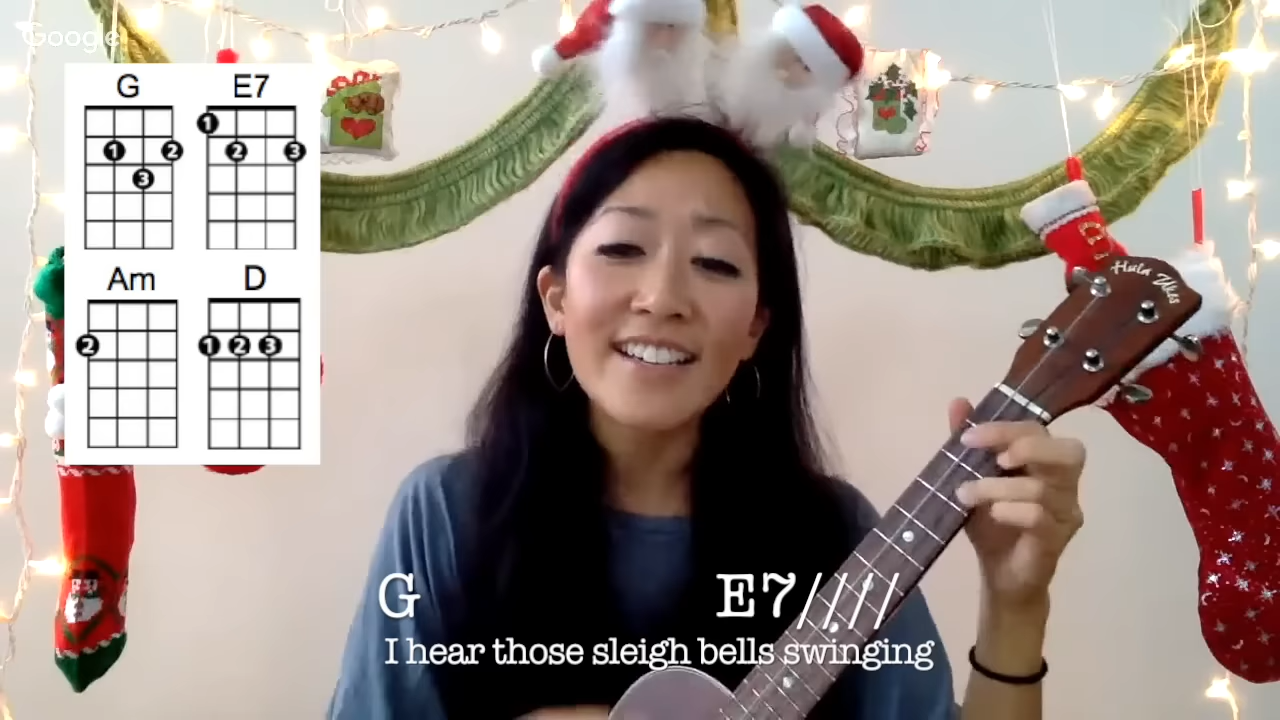 Google
G E7
1 2 3 1 2 3
Am D
2 1 2 3
Hula Ukes
G E7////
I hear those sleigh bells swinging